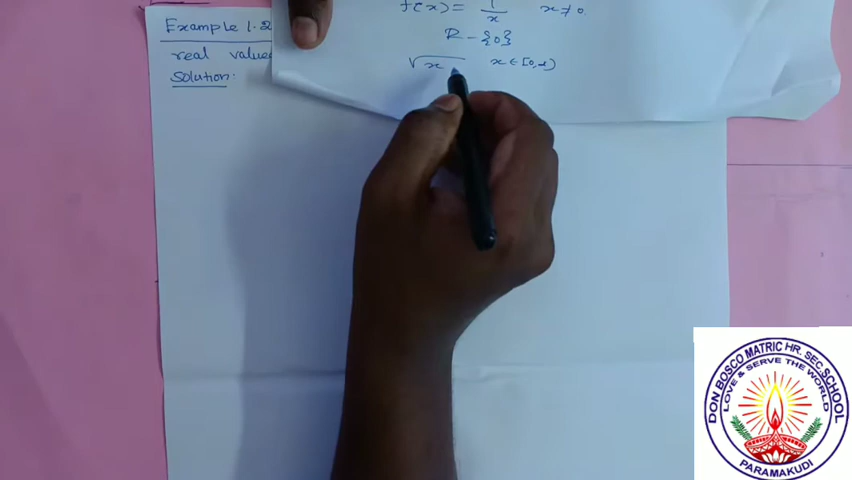 f(x) = 1/x x ≠ 0.
R - {0}
√x x ∈ [0, ∞)
Example 1.2
real value
Solution:
DON BOSCO MATRIC HR. SEC. SCHOOL
LOVE & SERVE THE WORLD
PARAMAKUDI